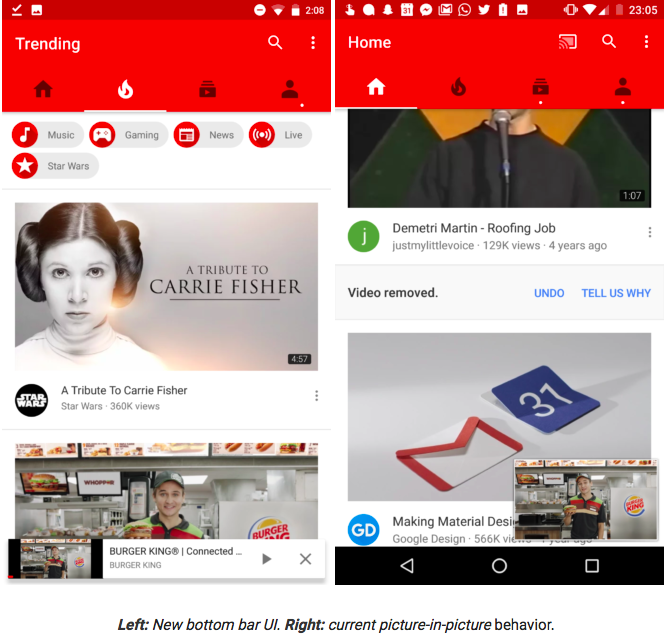 2:08
Trending
Music
Gaming
News
Live
Star Wars
A TRIBUTE TO
CARRIE FISHER
4:57
STAR WARS
A Tribute To Carrie Fisher
Star Wars · 360K views
WHOPPER
BURGER KING
BURGER KING® | Connected ...
BURGER KING
31
23:05
Home
1:07
j
Demetri Martin - Roofing Job
justmylittlevoice · 129K views · 4 years ago
Video removed.
UNDO
TELL US WHY
31
BURGER KING
GD
Making Material Desi
Google Design · 566K views
Left: New bottom bar UI. Right: current picture-in-picture behavior.